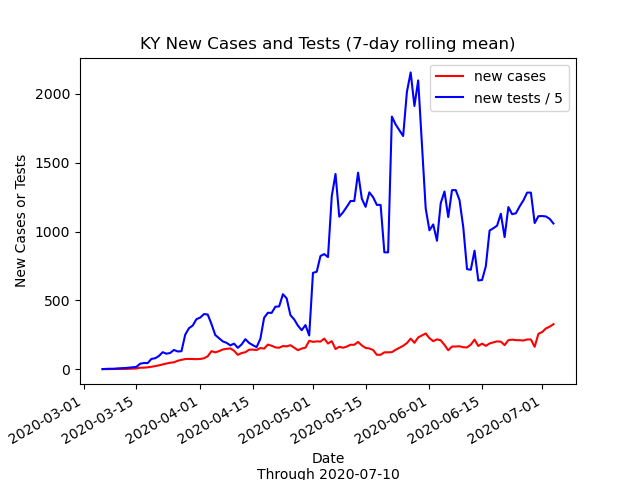 KY New Cases and Tests (7-day rolling mean)
new cases
new tests / 5
New Cases or Tests
2000
1500
1000
500
0
2020-03-01
2020-03-15
2020-04-01
2020-04-15
2020-05-01
2020-05-15
2020-06-01
2020-06-15
2020-07-01
Date
Through 2020-07-10